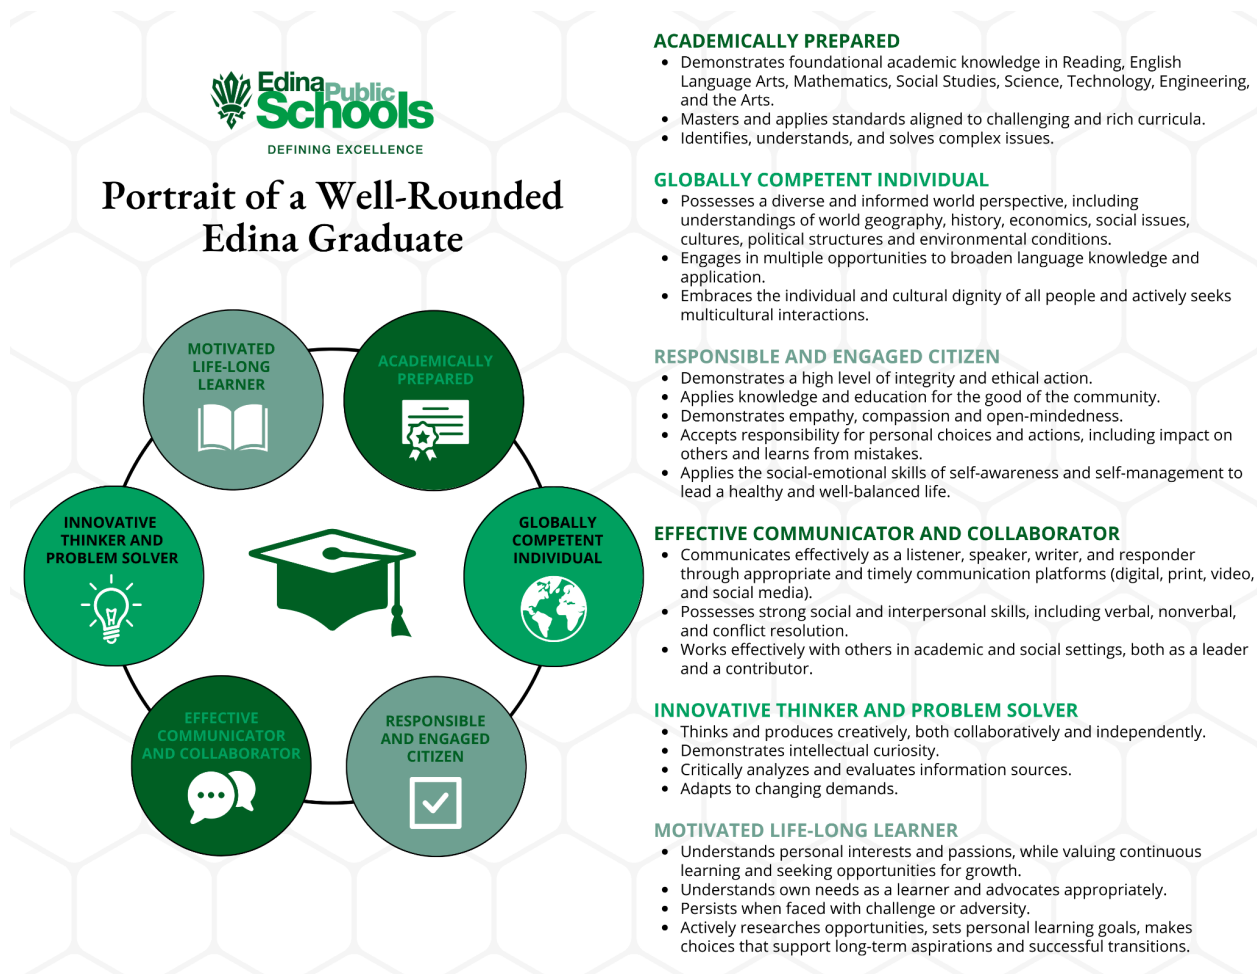 Edina Public
Schools
DEFINING EXCELLENCE
Portrait of a Well-Rounded
Edina Graduate
MOTIVATED
LIFE-LONG
LEARNER
ACADEMICALLY
PREPARED
INNOVATIVE
THINKER AND
PROBLEM SOLVER
GLOBALLY
COMPETENT
INDIVIDUAL
EFFECTIVE
COMMUNICATOR
AND COLLABORATOR
RESPONSIBLE
AND ENGAGED
CITIZEN
ACADEMICALLY PREPARED
• Demonstrates foundational academic knowledge in Reading, English
Language Arts, Mathematics, Social Studies, Science, Technology, Engineering,
and the Arts.
• Masters and applies standards aligned to challenging and rich curricula.
• Identifies, understands, and solves complex issues.
GLOBALLY COMPETENT INDIVIDUAL
• Possesses a diverse and informed world perspective, including
understandings of world geography, history, economics, social issues,
cultures, political structures and environmental conditions.
• Engages in multiple opportunities to broaden language knowledge and
application.
• Embraces the individual and cultural dignity of all people and actively seeks
multicultural interactions.
RESPONSIBLE AND ENGAGED CITIZEN
• Demonstrates a high level of integrity and ethical action.
• Applies knowledge and education for the good of the community.
• Demonstrates empathy, compassion and open-mindedness.
• Accepts responsibility for personal choices and actions, including impact on
others and learns from mistakes.
• Applies the social-emotional skills of self-awareness and self-management to
lead a healthy and well-balanced life.
EFFECTIVE COMMUNICATOR AND COLLABORATOR
• Communicates effectively as a listener, speaker, writer, and responder
through appropriate and timely communication platforms (digital, print, video,
and social media).
• Possesses strong social and interpersonal skills, including verbal, nonverbal,
and conflict resolution.
• Works effectively with others in academic and social settings, both as a leader
and a contributor.
INNOVATIVE THINKER AND PROBLEM SOLVER
• Thinks and produces creatively, both collaboratively and independently.
• Demonstrates intellectual curiosity.
• Critically analyzes and evaluates information sources.
• Adapts to changing demands.
MOTIVATED LIFE-LONG LEARNER
• Understands personal interests and passions, while valuing continuous
learning and seeking opportunities for growth.
• Understands own needs as a learner and advocates appropriately.
• Persists when faced with challenge or adversity.
• Actively researches opportunities, sets personal learning goals, makes
choices that support long-term aspirations and successful transitions.